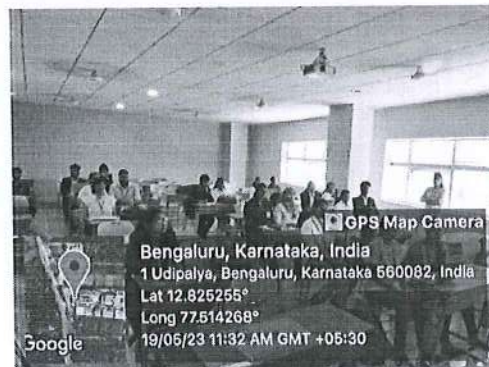 GPS Map Camera
Bengaluru, Karnataka, India
1 Udipalya, Bengaluru, Karnataka 560082, India
Lat 12.825255°
Long 77.514268°
19/05/23 11:32 AM GMT +05:30
Google